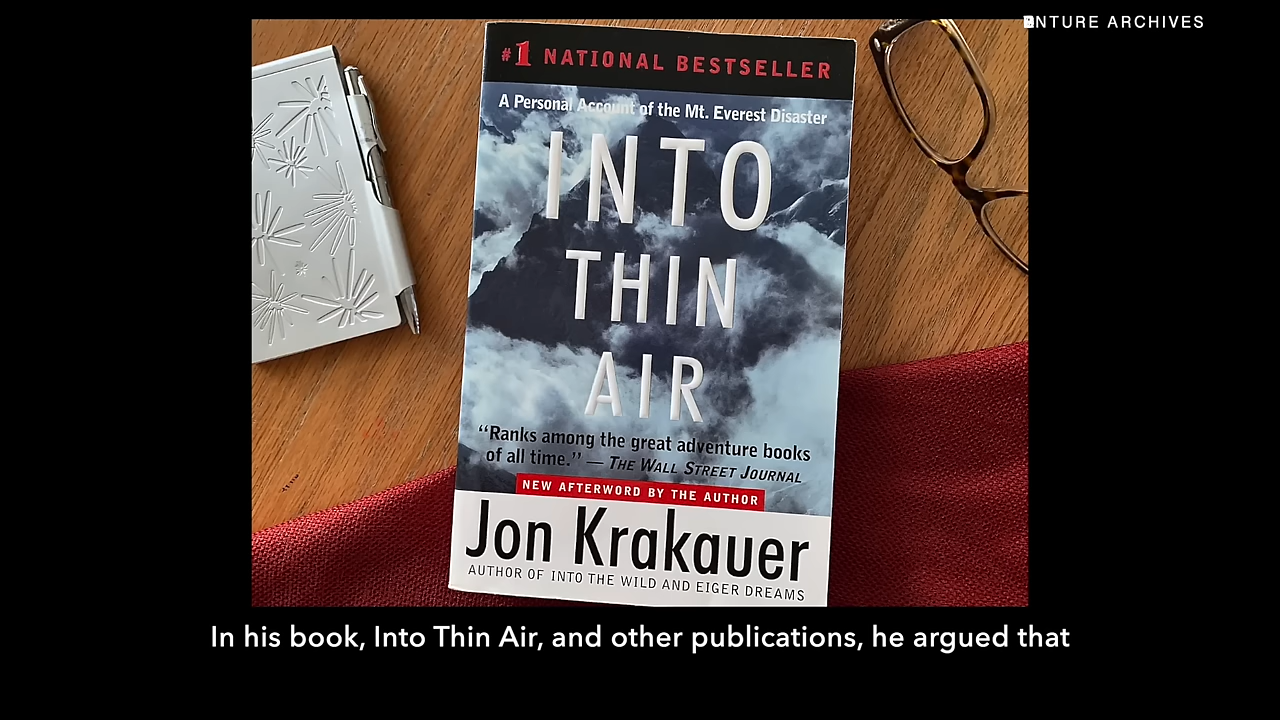 NTURE ARCHIVES
#1 NATIONAL BESTSELLER
A Personal Account of the Mt. Everest Disaster
INTO
THIN
AIR
“Ranks among the great adventure books
of all time.” — THE WALL STREET JOURNAL
NEW AFTERWORD BY THE AUTHOR
Jon Krakauer
AUTHOR OF INTO THE WILD AND EIGER DREAMS
In his book, Into Thin Air, and other publications, he argued that